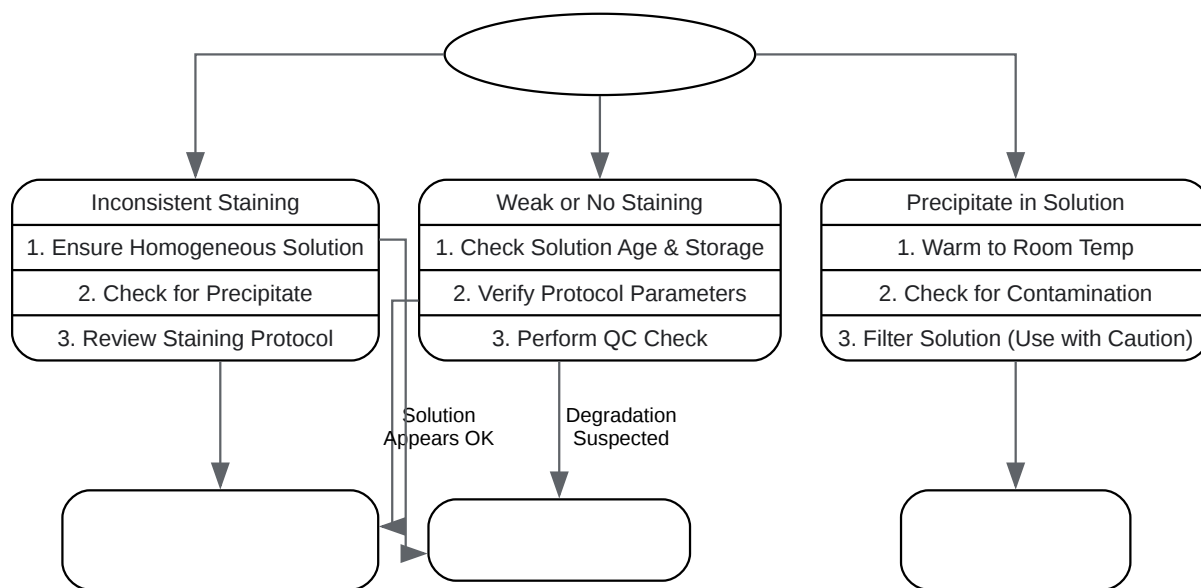 Inconsistent Staining
1. Ensure Homogeneous Solution
2. Check for Precipitate
3. Review Staining Protocol
Weak or No Staining
1. Check Solution Age & Storage
2. Verify Protocol Parameters
3. Perform QC Check
Precipitate in Solution
1. Warm to Room Temp
2. Check for Contamination
3. Filter Solution (Use with Caution)
Solution
Appears OK
Degradation
Suspected